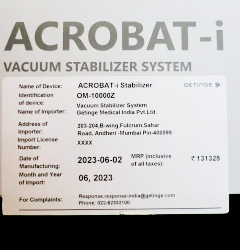 ACROBAT-i
VACUUM STABILIZER SYSTEM
Name of Device: ACROBAT-i Stabilizer
GETINGE
Identification of device: OM-10000Z
Vacuum Stabilizer System
Name of Importer: Getinge Medical India Pvt.Ltd.
Address of Importer: 203-204,B-wing,Fulcrum,Sahar
Road, Andheri -Mumbai Pin-400099
Import License Number: XXXX
Date of Manufacturing: 2023-06-02 MRP (inclusive of all taxes): ₹ 131325
Month and Year of Import: 06, 2023
For Complaints: Response.response-india@getinge.com
Phone: 022-62333100